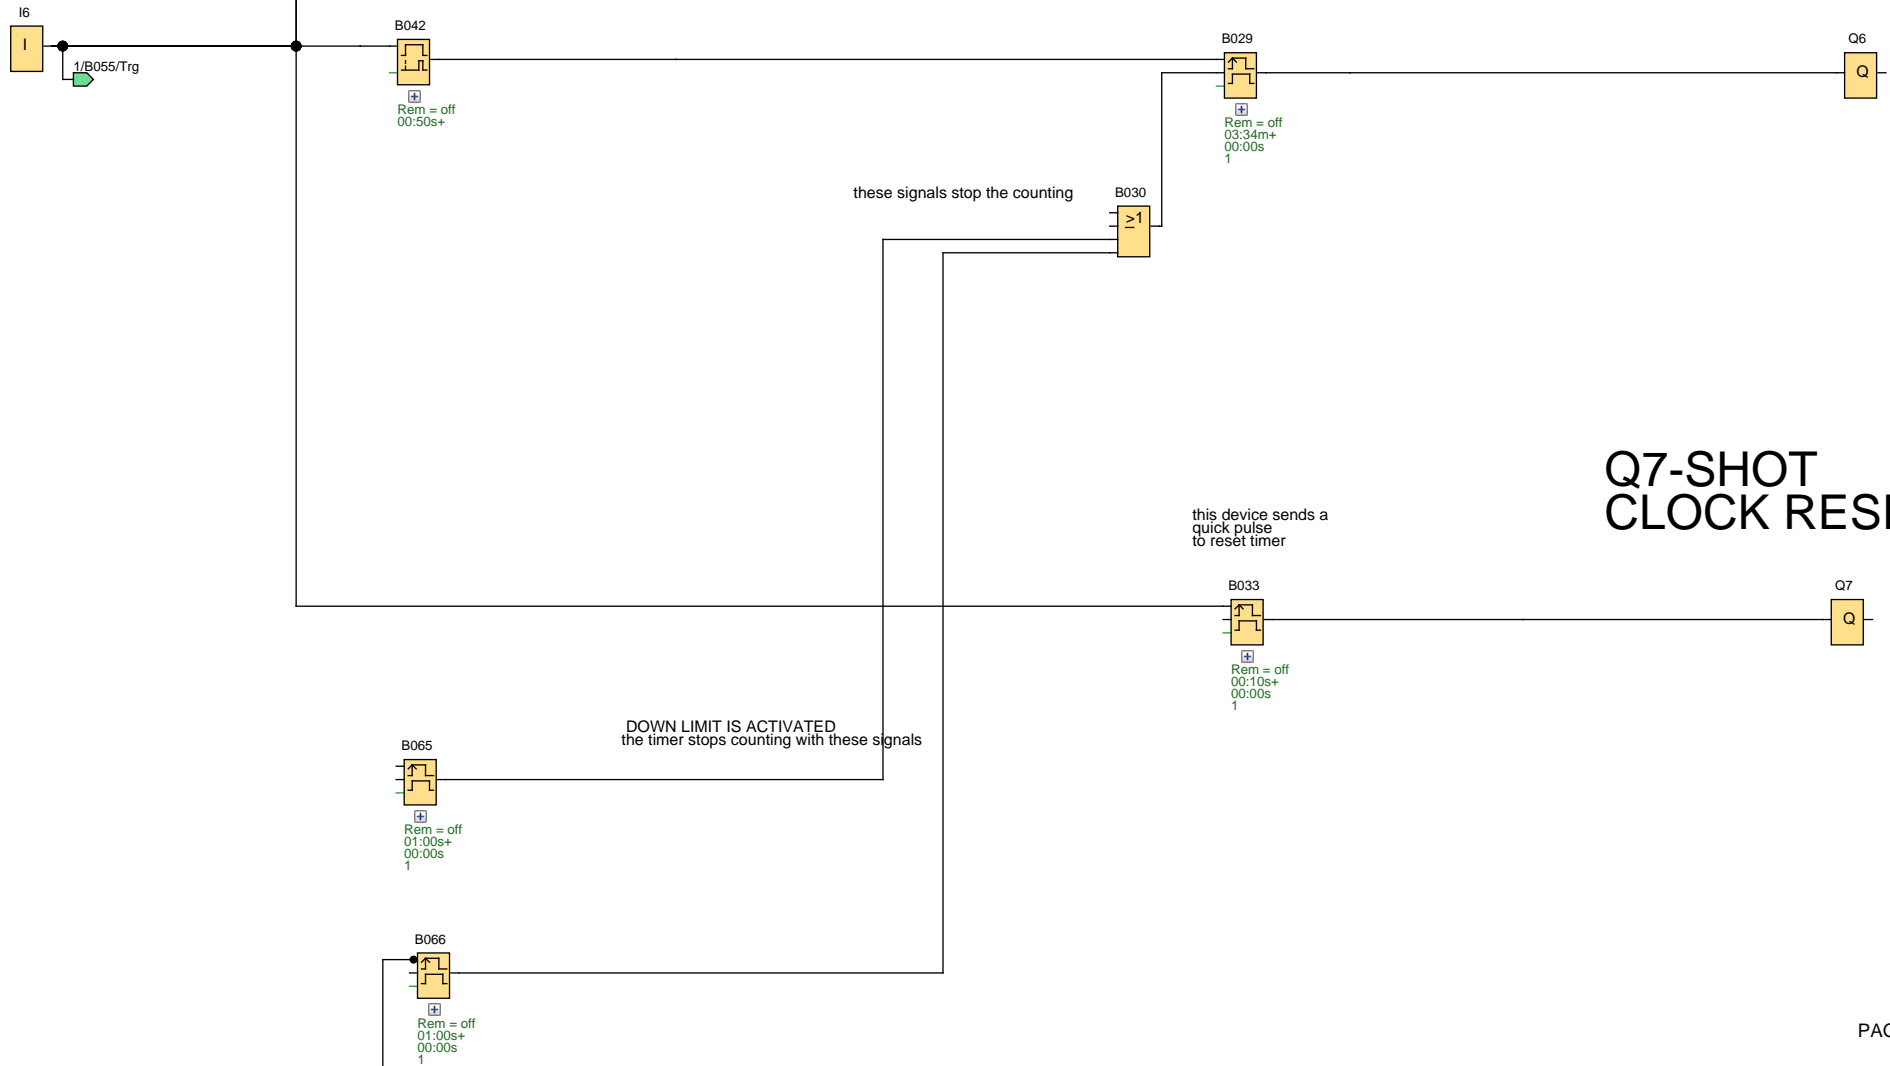 I6
I
1/B055/Trg
B042
Rem = off
00:50s+
B029
Rem = off
03:34m+
00:00s
1
Q6
Q
these signals stop the counting
B030
≥1
Q7-SHOT
CLOCK RESE
this device sends a
quick pulse
to reset timer
B033
Rem = off
00:10s+
00:00s
1
Q7
Q
DOWN LIMIT IS ACTIVATED
the timer stops counting with these signals
B065
Rem = off
01:00s+
00:00s
1
B066
Rem = off
01:00s+
00:00s
1
PAG